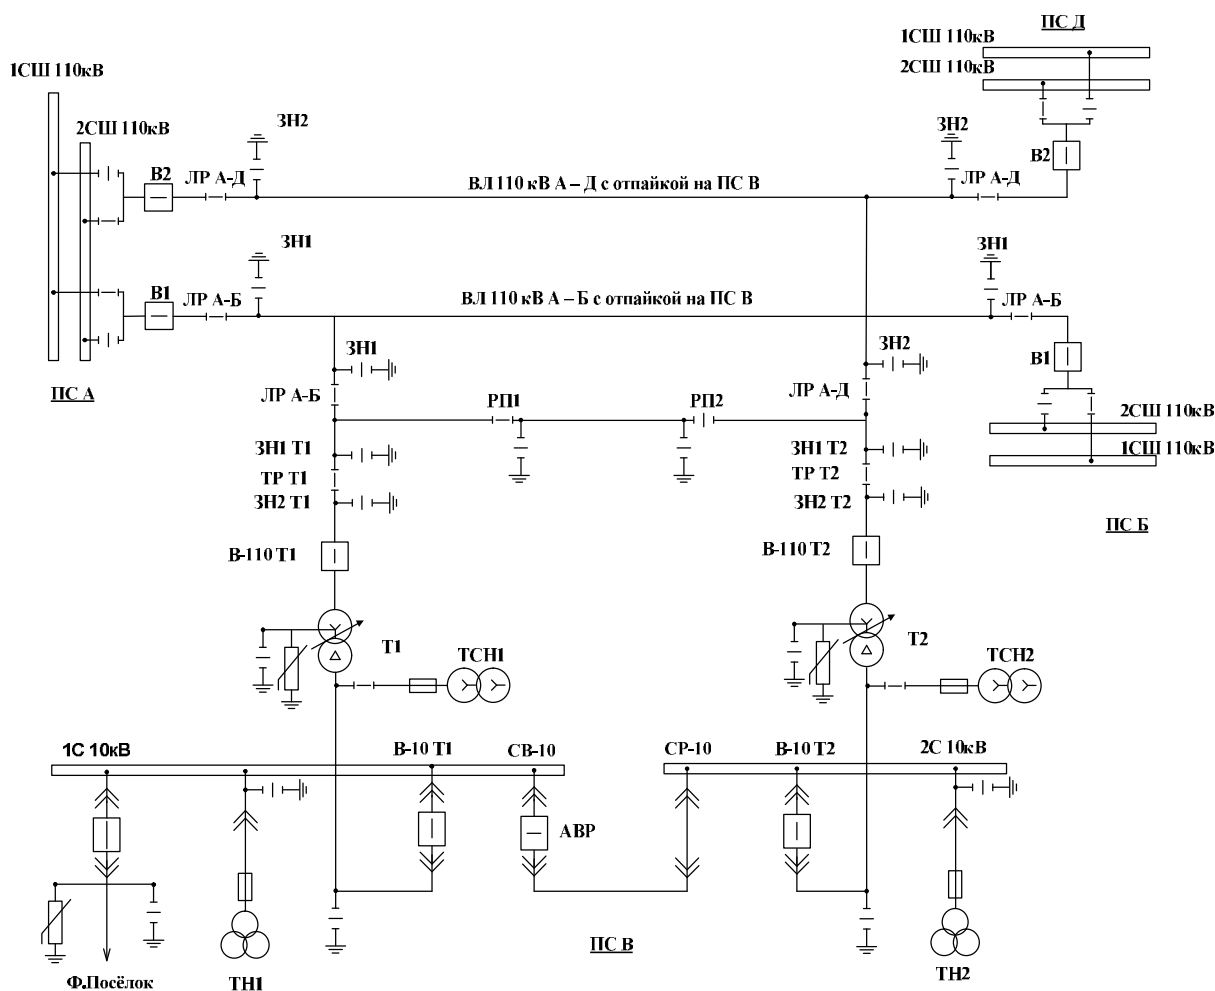 ПС Д
1СШ 110кВ
2СШ 110кВ
1СШ 110кВ
2СШ 110кВ
ЗН2
ЗН2
В2
В2
ЛР А-Д
ВЛ 110 кВ А – Д с отпайкой на ПС В
ЛР А-Д
ЗН1
ЗН1
В1
ЛР А-Б
ВЛ 110 кВ А – Б с отпайкой на ПС В
ЛР А-Б
ЗН1
ЗН2
В1
ПС А
ЛР А-Б
ЛР А-Д
РП1
РП2
2СШ 110кВ
1СШ 110кВ
ЗН1 Т1
ЗН1 Т2
ТР Т1
ТР Т2
ЗН2 Т1
ЗН2 Т2
ПС Б
В-110 Т1
В-110 Т2
Т1
Т2
ТСН1
ТСН2
1С 10кВ
В-10 Т1
СВ-10
СР-10
В-10 Т2
2С 10кВ
АВР
ПС В
Ф.Посёлок
ТН1
ТН2